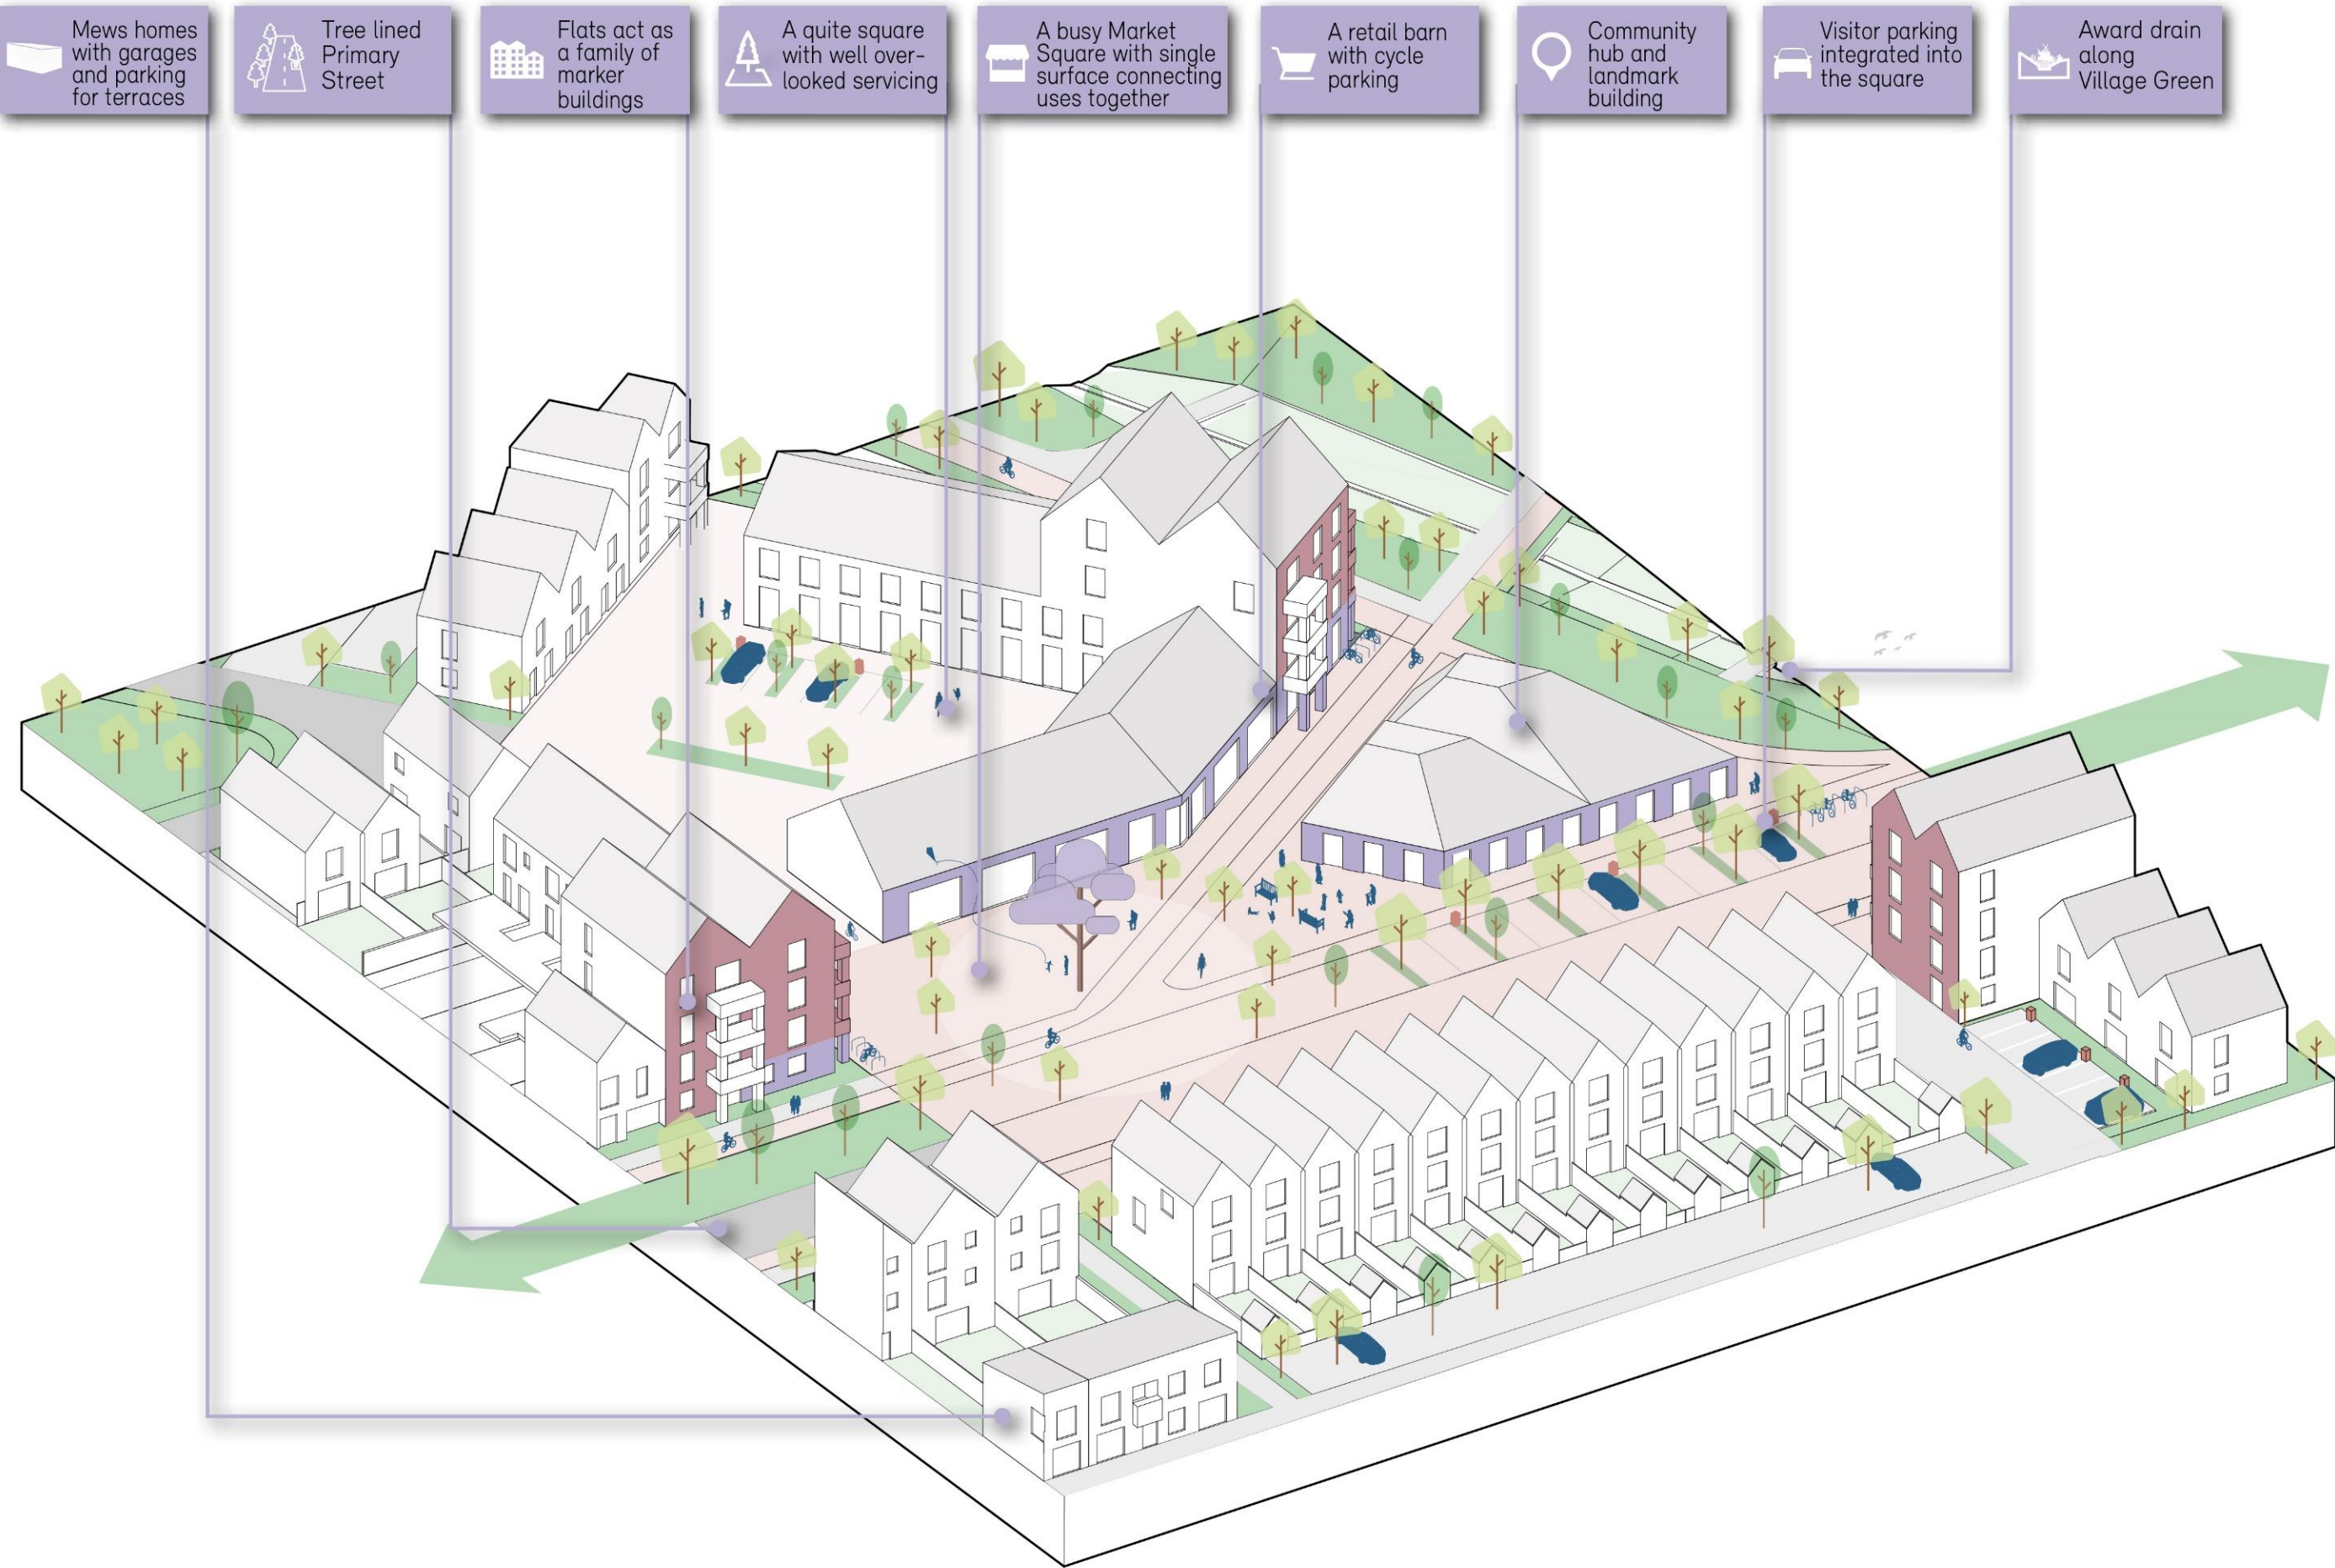 Mews homes
with garages
and parking
for terraces
Tree lined
Primary
Street
Flats act as
a family of
marker
buildings
A quite square
with well over-
looked servicing
A busy Market
Square with single
surface connecting
uses together
A retail barn
with cycle
parking
Community
hub and
landmark
building
Visitor parking
integrated into
the square
Award drain
along
Village Green